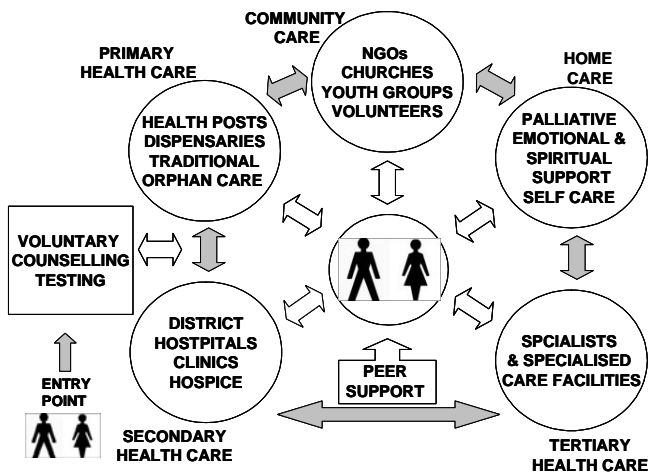 COMMUNITY
CARE
NGOs
CHURCHES
YOUTH GROUPS
VOLUNTEERS
PRIMARY
HEALTH CARE
HEALTH POSTS
DISPENSARIES
TRADITIONAL
ORPHAN CARE
HOME
CARE
PALLIATIVE
EMOTIONAL &
SPIRITUAL
SUPPORT
SELF CARE
VOLUNTARY
COUNSELLING
TESTING
DISTRICT
HOSTPITALS
CLINICS
HOSPICE
SPCIALISTS
& SPECIALISED
CARE FACILITIES
PEER
SUPPORT
ENTRY
POINT
SECONDARY
HEALTH CARE
TERTIARY
HEALTH CARE